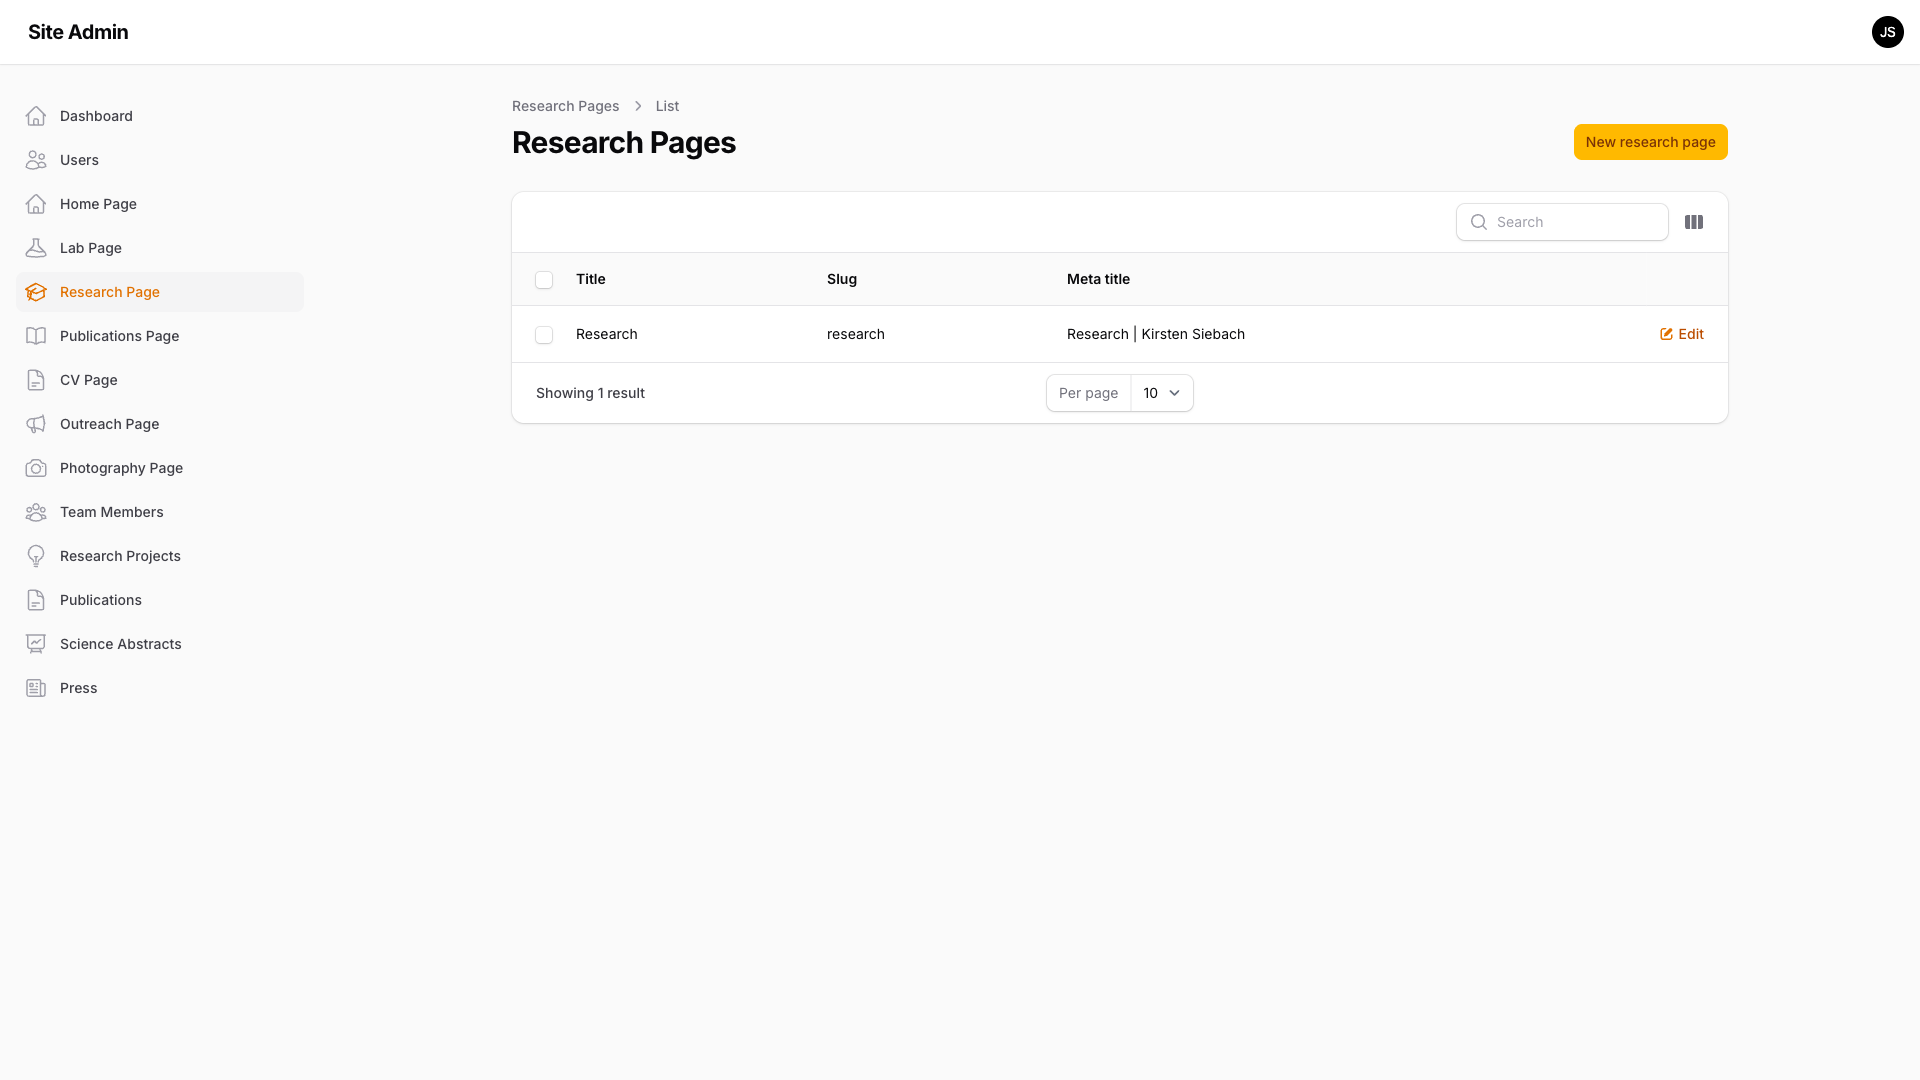 Site Admin
JS
Dashboard
Users
Home Page
Lab Page
Research Page
Publications Page
CV Page
Outreach Page
Photography Page
Team Members
Research Projects
Publications
Science Abstracts
Press
Research Pages > List
Research Pages
New research page
Search
Title Slug Meta title
Research research Research | Kirsten Siebach Edit
Showing 1 result Per page 10